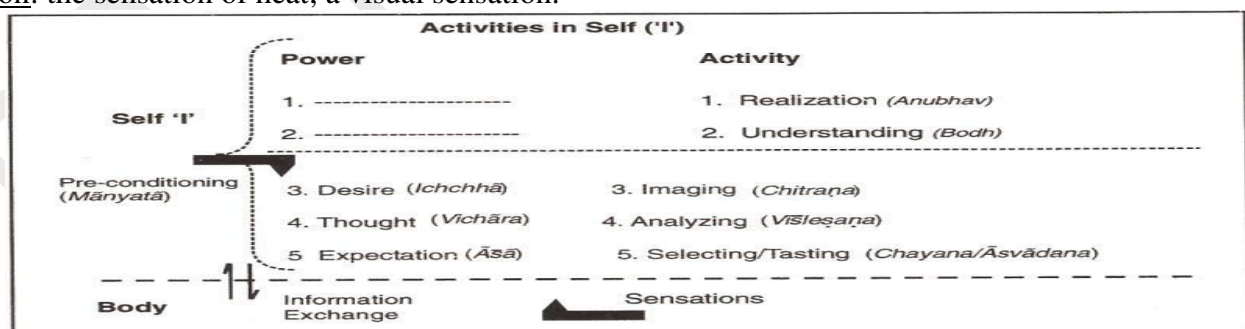 on: the sensation of heat; a visual sensation.
Activities in Self ('I')
Power Activity
1. --------------------- 1. Realization (Anubhav)
Self 'I'
2. --------------------- 2. Understanding (Bodh)
Pre-conditioning
(Mānyatā)
3. Desire (Ichchhā) 3. Imaging (Chitraṇa)
4. Thought (Vichāra) 4. Analyzing (Viśleṣaṇa)
5 Expectation (Āśā) 5. Selecting/Tasting (Chayana/Āsvādana)
Body
Information
Exchange
Sensations